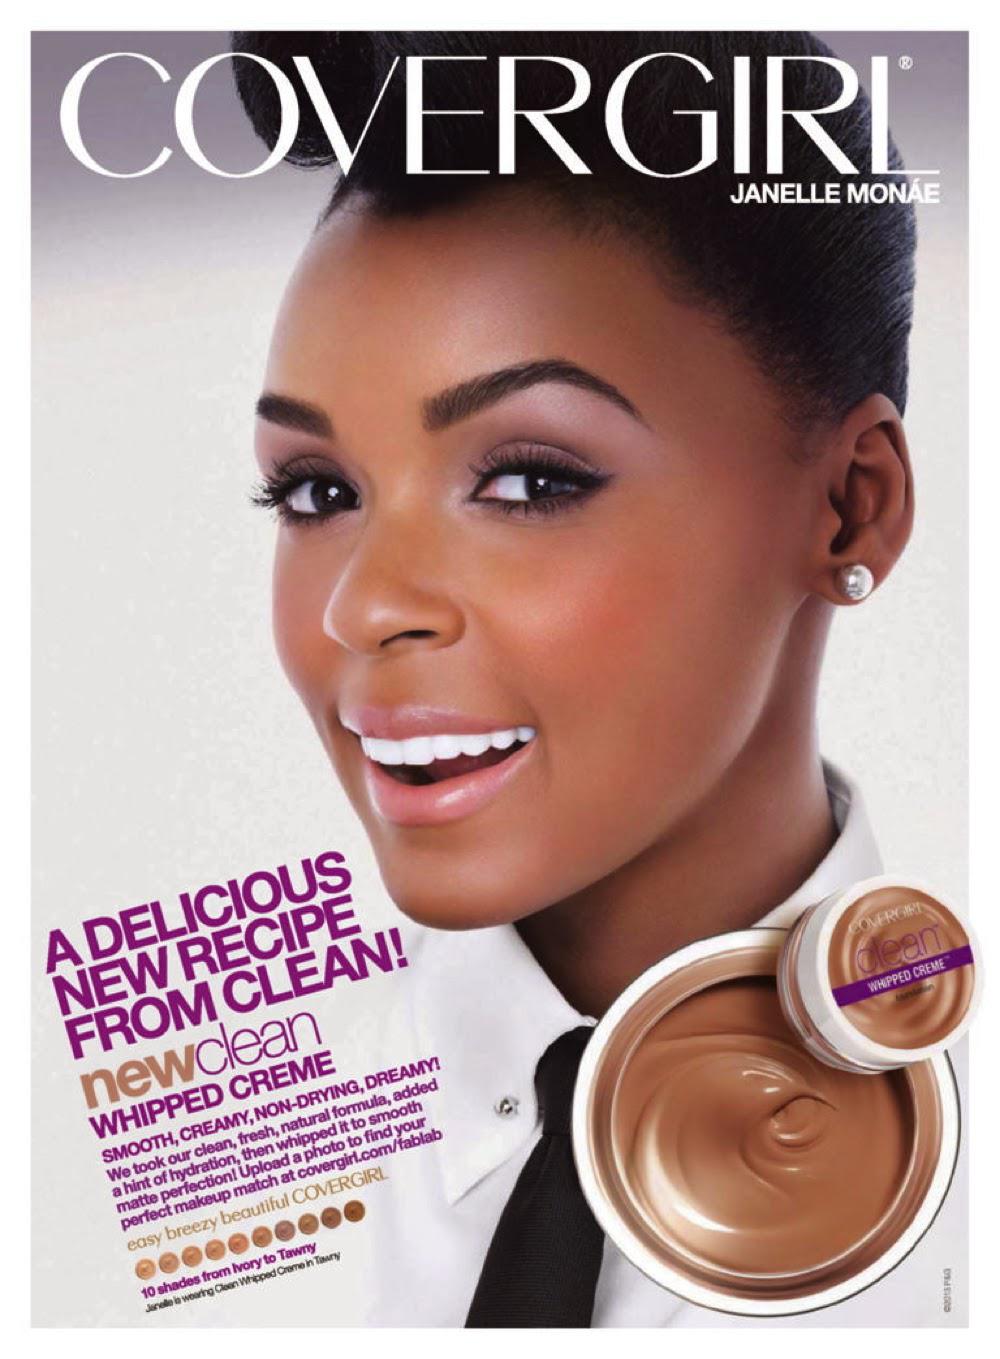 COVERGIRL®
JANELLE MONÁE
A DELICIOUS
NEW RECIPE
FROM CLEAN!
newclean
WHIPPED CREME
SMOOTH, CREAMY, NON-DRYING, DREAMY!
We took our clean, fresh, natural formula, added
a hint of hydration, then whipped it to smooth
matte perfection! Upload a photo to find your
perfect makeup match at covergirl.com/fablab
easy breezy beautiful COVERGIRL
10 shades from Ivory to Tawny
Janelle is wearing Clean Whipped Creme in Tawny
COVERGIRL
clean™
WHIPPED CREME™
foundation
©2013 P&G